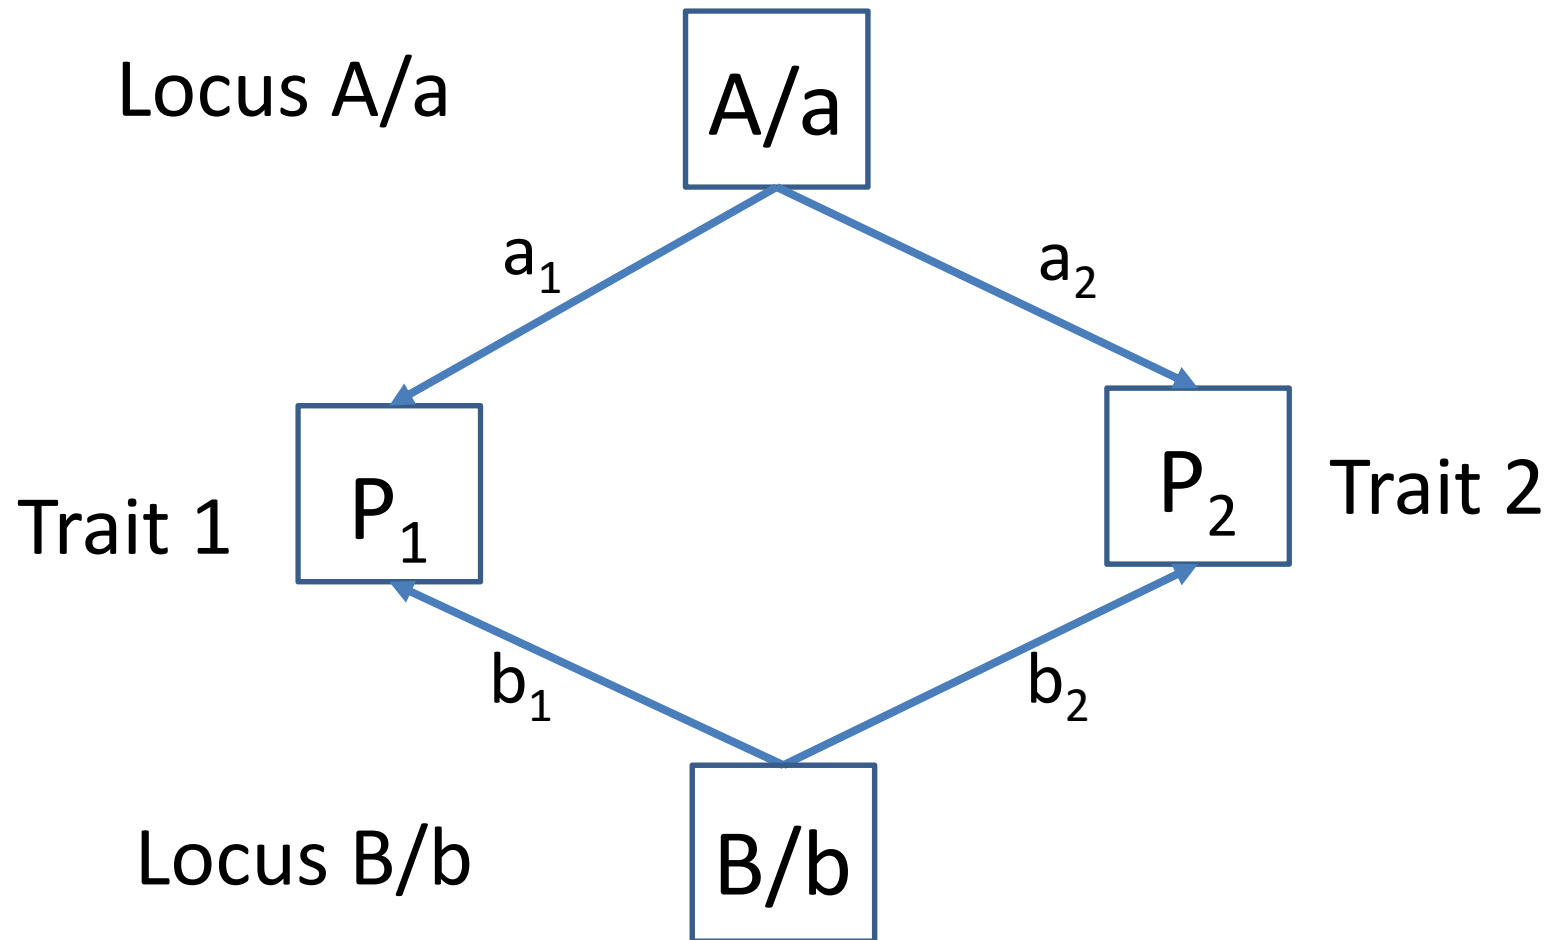 Locus A/a
A/a
a₁
a₂
P₁
P₂
Trait 1
Trait 2
b₁
b₂
Locus B/b
B/b